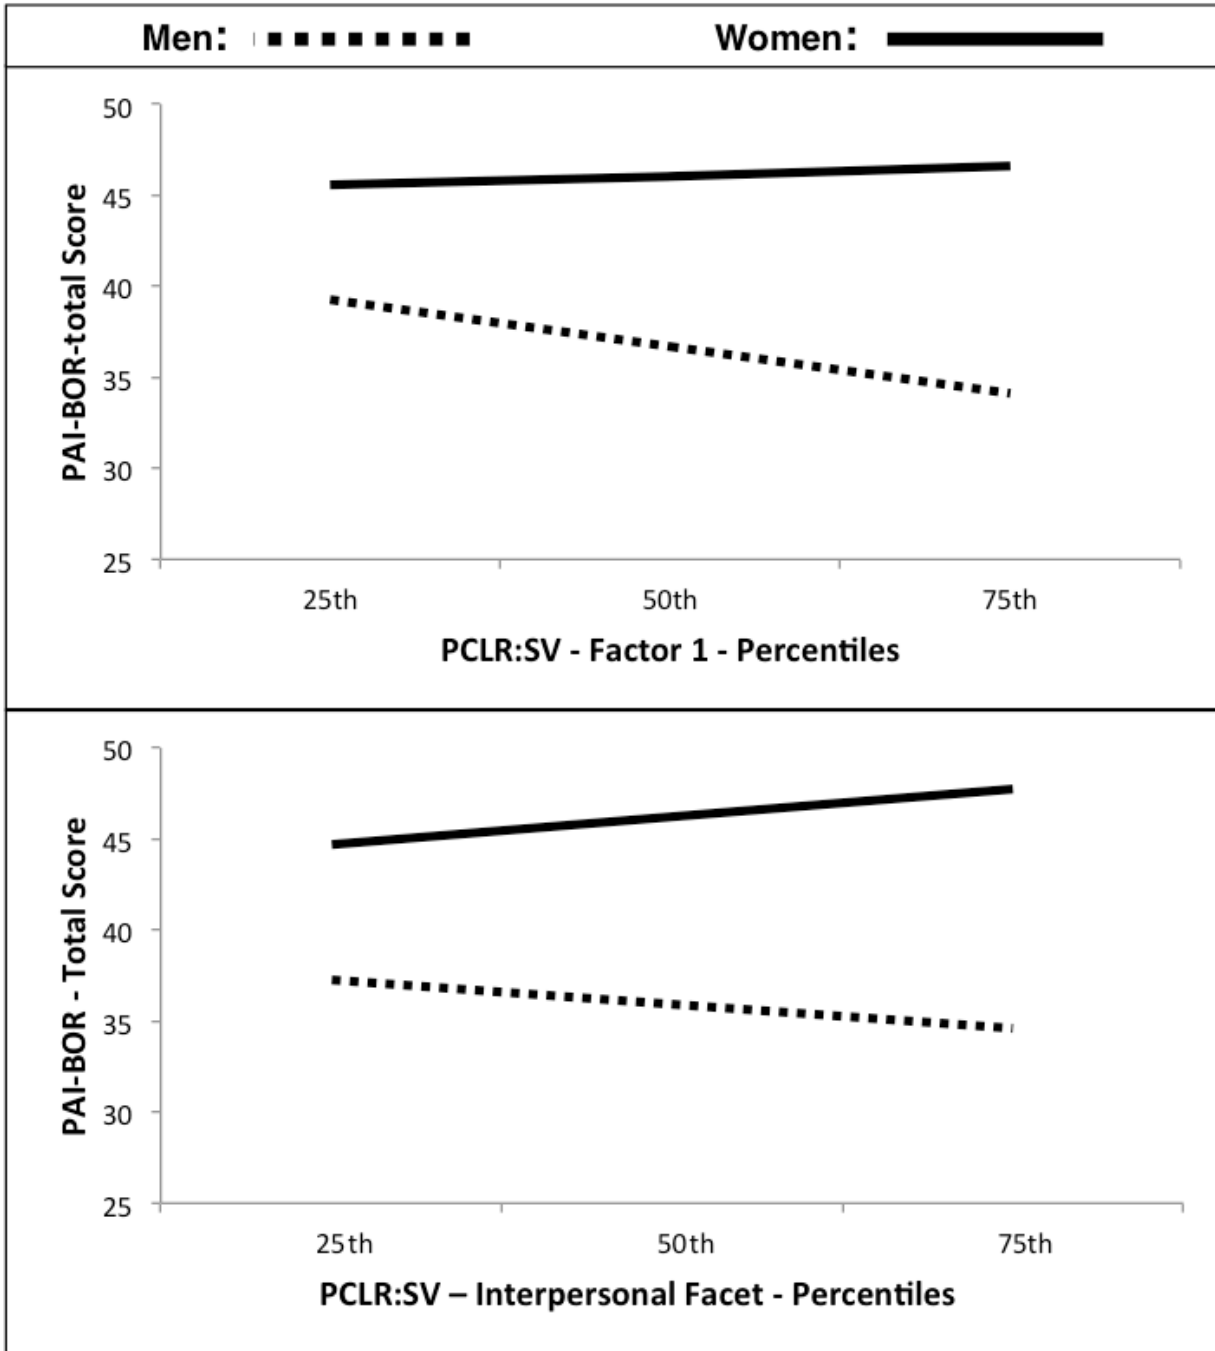 Men: Women:
50
45
40
35
30
25
PAI-BOR-total Score
25th 50th 75th
PCLR:SV - Factor 1 - Percentiles
50
45
40
35
30
25
PAI-BOR - Total Score
25th 50th 75th
PCLR:SV – Interpersonal Facet - Percentiles